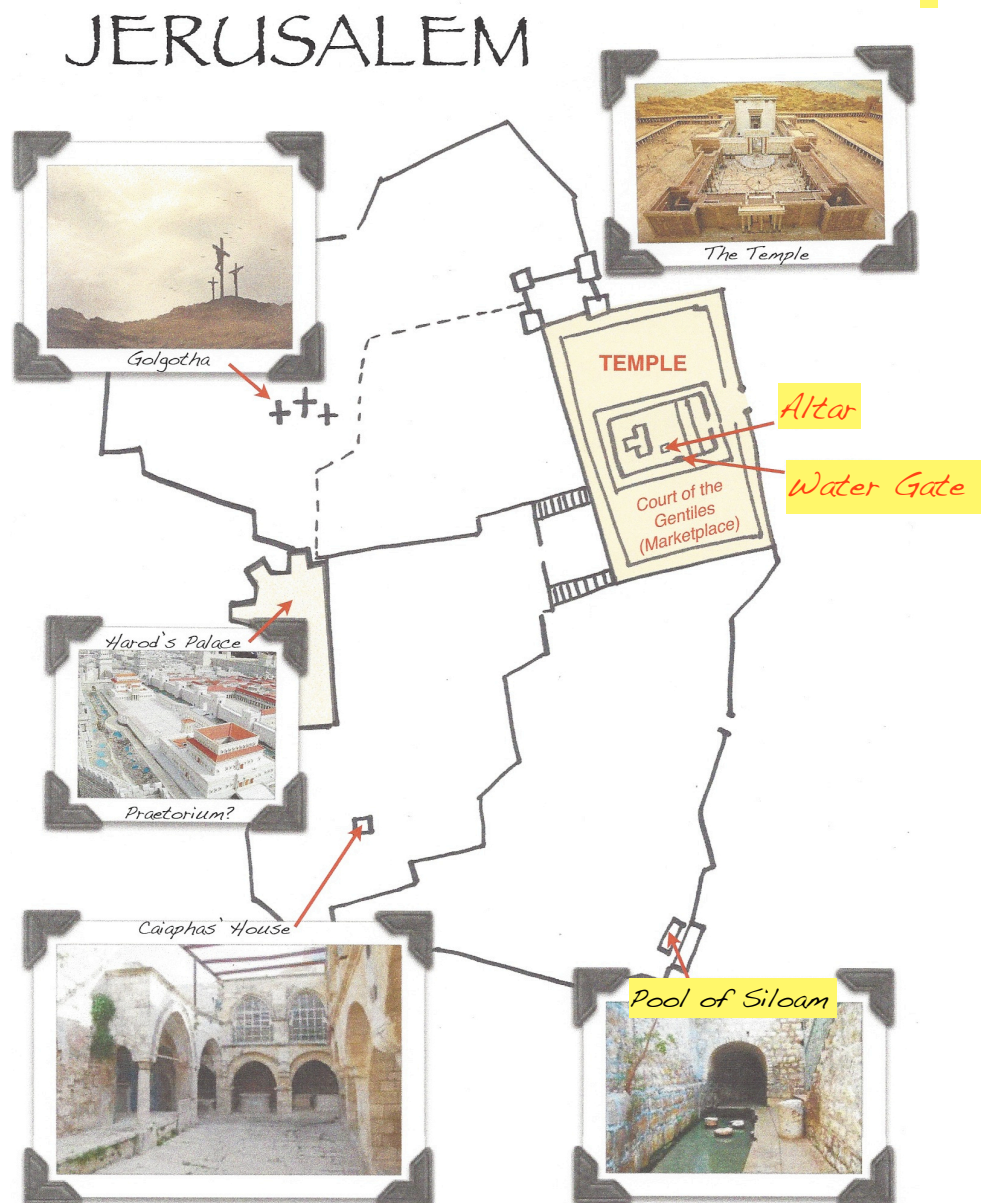 JERUSALEM
The Temple
Golgotha
TEMPLE
Altar
Water Gate
Court of the
Gentiles
(Marketplace)
Harod's Palace
Praetorium?
Caiaphas' House
Pool of Siloam